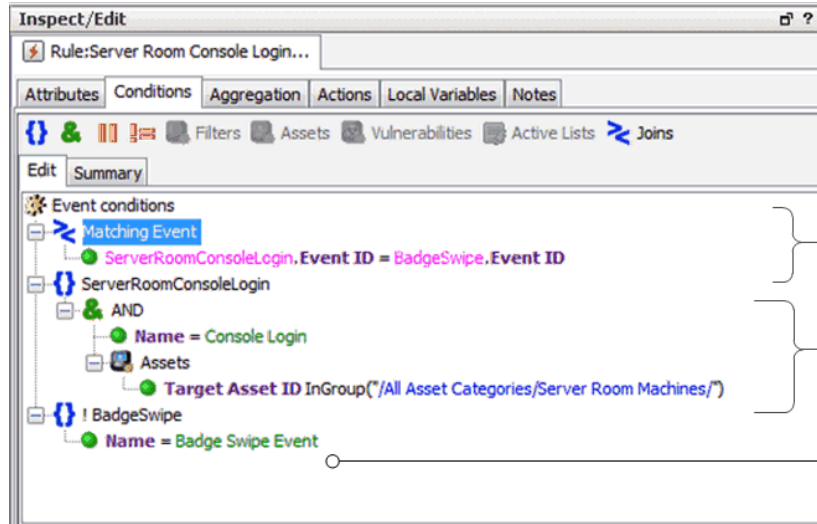 Inspect/Edit ?
Rule:Server Room Console Login...
Attributes Conditions Aggregation Actions Local Variables Notes
{} & Filters Assets Vulnerabilities Active Lists Joins
Edit Summary
Event conditions
Matching Event
ServerRoomConsoleLogin.Event ID = BadgeSwipe.Event ID
{} ServerRoomConsoleLogin
& AND
Name = Console Login
Assets
Target Asset ID InGroup("/All Asset Categories/Server Room Machines/")
{} ! BadgeSwipe
Name = Badge Swipe Event